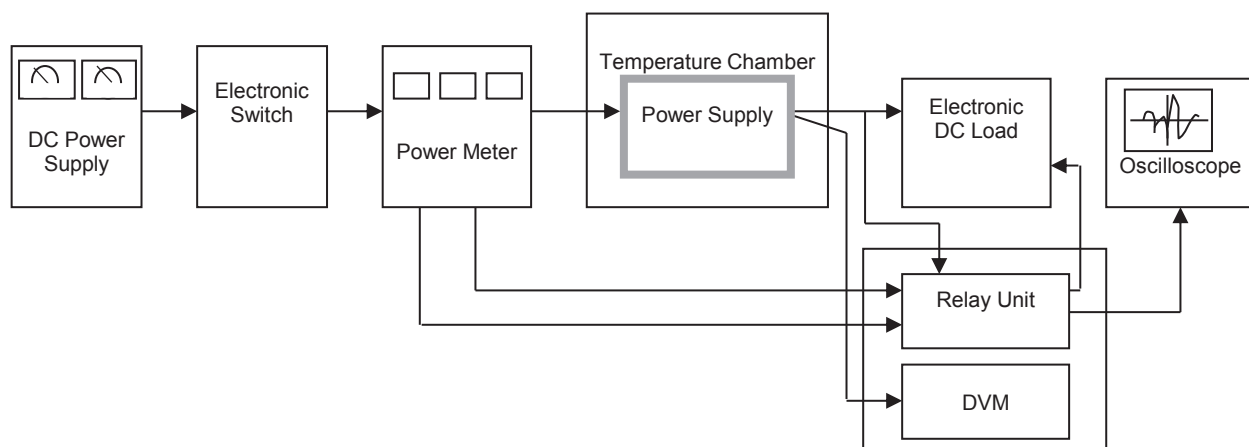 DC Power
Supply
Electronic
Switch
Power Meter
Temperature Chamber
Power Supply
Electronic
DC Load
Oscilloscope
Relay Unit
DVM